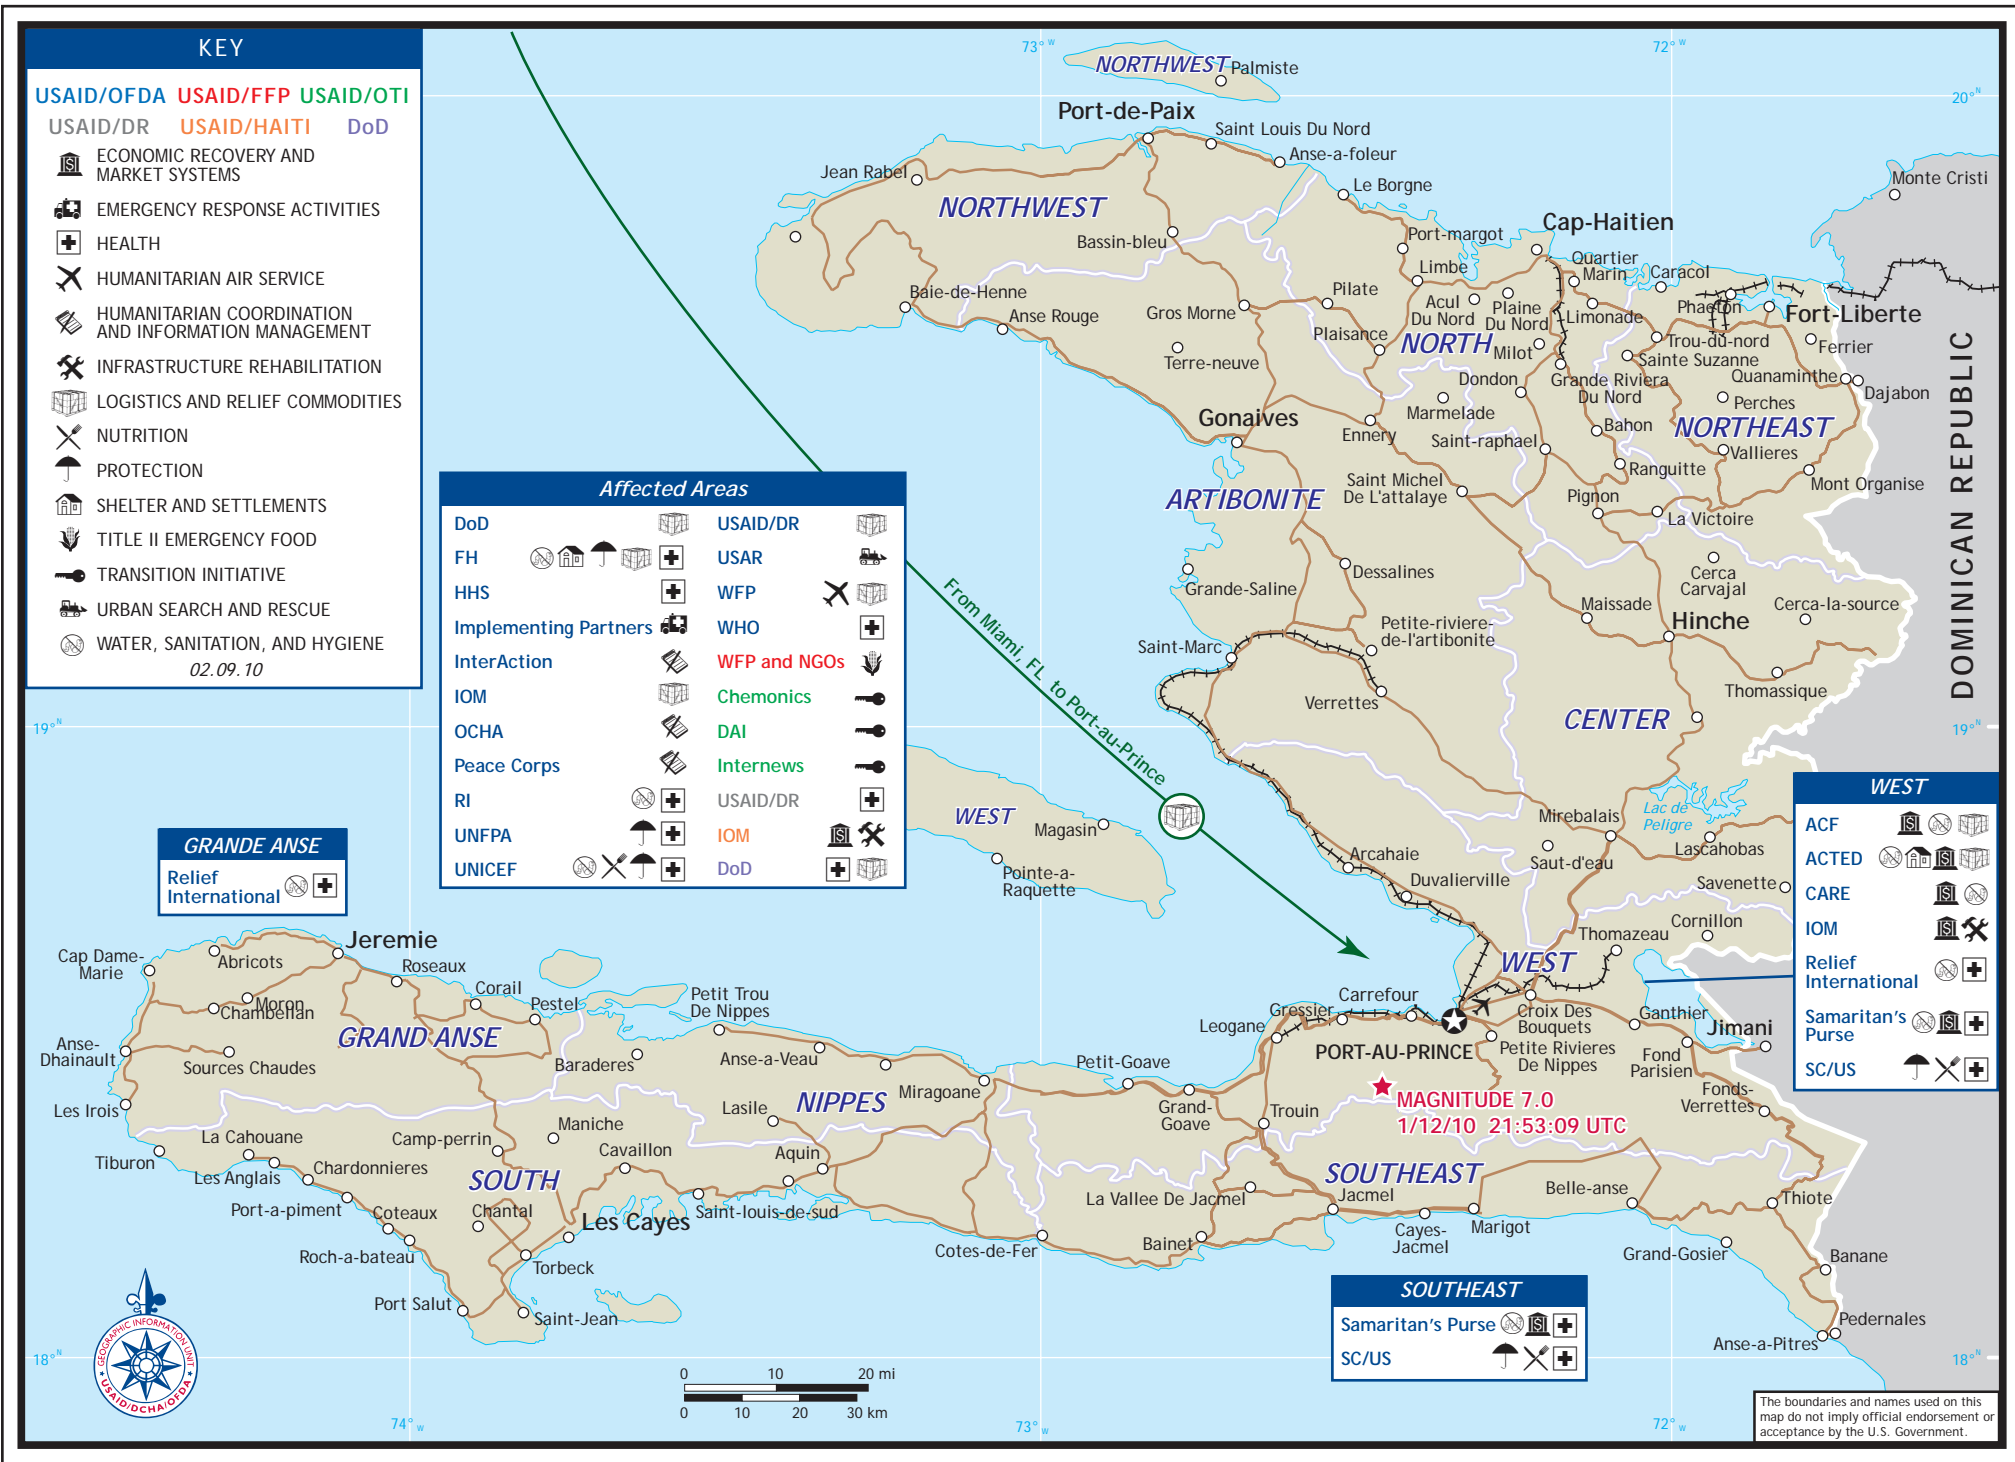 KEY
USAID/OFDA USAID/FFP USAID/OTI
USAID/DR USAID/HAITI DoD
ECONOMIC RECOVERY AND
MARKET SYSTEMS
EMERGENCY RESPONSE ACTIVITIES
HEALTH
HUMANITARIAN AIR SERVICE
HUMANITARIAN COORDINATION
AND INFORMATION MANAGEMENT
INFRASTRUCTURE REHABILITATION
LOGISTICS AND RELIEF COMMODITIES
NUTRITION
PROTECTION
SHELTER AND SETTLEMENTS
TITLE II EMERGENCY FOOD
TRANSITION INITIATIVE
URBAN SEARCH AND RESCUE
WATER, SANITATION, AND HYGIENE
02.09.10
Affected Areas
DoD
FH
HHS
Implementing Partners
InterAction
IOM
OCHA
Peace Corps
RI
UNFPA
UNICEF
USAID/DR
USAR
WFP
WHO
WFP and NGOs
Chemonics
DAI
Internews
USAID/DR
IOM
DoD
GRANDE ANSE
Relief
International
WEST
ACF
ACTED
CARE
IOM
Relief
International
Samaritan's
Purse
SC/US
SOUTHEAST
Samaritan's Purse
SC/US
From Miami, FL to Port-au-Prince
73° W
72° W
20° N
19° N
19° N
18° N
18° N
74° W
73° W
72° W
NORTHWEST
Palmiste
Port-de-Paix
Saint Louis Du Nord
Anse-a-foleur
Jean Rabel
Le Borgne
Monte Cristi
NORTHWEST
Cap-Haitien
Bassin-bleu
Port-margot
Quartier
Marin
Limbe
Caracol
Baie-de-Henne
Pilate
Acul
Du Nord
Plaine
Du Nord
Limonade
Phaeton
Fort-Liberte
Anse Rouge
Gros Morne
Plaisance
NORTH
Milot
Trou-du-nord
Ferrier
Terre-neuve
Sainte Suzanne
Dondon
Grande Riviera
Du Nord
Quanaminthe
Dajabon
Perches
Gonaives
Marmelade
Ennery
Saint-raphael
Bahon
NORTHEAST
Vallieres
Ranguitte
Mont Organise
Saint Michel
De L'attalaye
Pignon
La Victoire
ARTIBONITE
DOMINICAN REPUBLIC
Dessalines
Cerca
Carvajal
Grande-Saline
Maissade
Cerca-la-source
Hinche
Petite-riviere-
de-l'artibonite
Saint-Marc
Verrettes
Thomassique
CENTER
Lac de
Peligre
WEST
Magasin
Mirebalais
Lascahobas
Pointe-a-
Raquette
Arcahaie
Saut-d'eau
Duvalierville
Savenette
Cornillon
Thomazeau
WEST
Cap Dame-
Marie
Abricots
Jeremie
Roseaux
Corail
Pestel
Moron
Chambellan
Petit Trou
De Nippes
Leogane
Gressier
Carrefour
Croix Des
Bouquets
Ganthier
Jimani
GRAND ANSE
Anse-
Dhainault
Sources Chaudes
Baraderes
Anse-a-Veau
Petit-Goave
PORT-AU-PRINCE
Petite Rivieres
De Nippes
Fond
Parisien
Miragoane
Fonds-
Verrettes
MAGNITUDE 7.0
1/12/10 21:53:09 UTC
Les Irois
NIPPES
Lasile
Grand-
Goave
Trouin
La Cahouane
Camp-perrin
Maniche
Cavaillon
Aquin
Tiburon
Les Anglais
Chardonnieres
SOUTH
SOUTHEAST
Port-a-piment
Coteaux
Chantal
Les Cayes
Saint-louis-de-sud
La Vallee De Jacmel
Jacmel
Belle-anse
Thiote
Roch-a-bateau
Cotes-de-Fer
Bainet
Cayes-
Jacmel
Marigot
Grand-Gosier
Banane
Torbeck
Port Salut
Saint-Jean
Pedernales
Anse-a-Pitres
GEOGRAPHIC INFORMATION UNIT
USAID/DCHA/OFDA
0 10 20 mi
0 10 20 30 km
The boundaries and names used on this
map do not imply official endorsement or
acceptance by the U.S. Government.